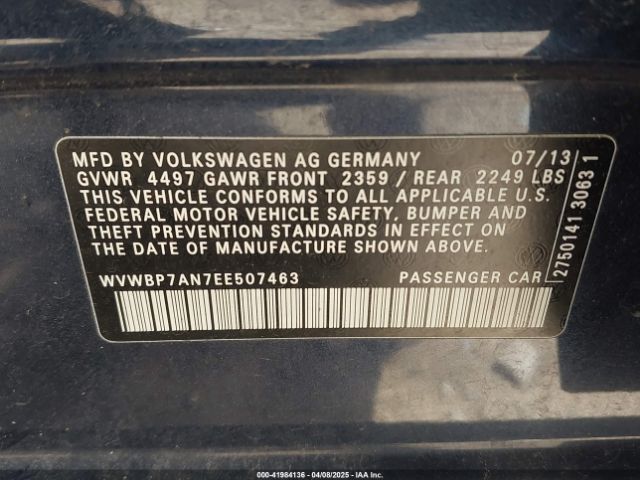 MFD BY VOLKSWAGEN AG GERMANY 07/13
GVWR 4497 GAWR FRONT 2359 / REAR 2249 LBS
THIS VEHICLE CONFORMS TO ALL APPLICABLE U.S.
FEDERAL MOTOR VEHICLE SAFETY, BUMPER AND
THEFT PREVENTION STANDARDS IN EFFECT ON
THE DATE OF MANUFACTURE SHOWN ABOVE.
WVWBP7AN7EE507463 PASSENGER CAR
2750141 3063 1
000-41984136 - 04/08/2025 - IAA, Inc.